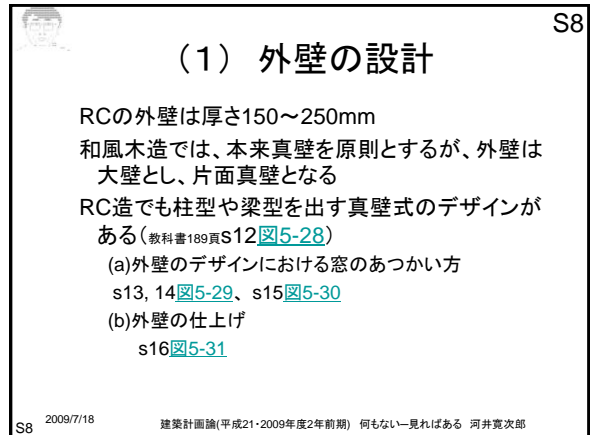 S8
（１） 外壁の設計
RCの外壁は厚さ150～250mm
和風木造では、本来真壁を原則とするが、外壁は
大壁とし、片面真壁となる
RC造でも柱型や梁型を出す真壁式のデザインが
ある（教科書189頁s12図5-28）
(a)外壁のデザインにおける窓のあつかい方
s13, 14図5-29、s15図5-30
(b)外壁の仕上げ
s16図5-31
S8 2009/7/18 建築計画論(平成21・2009年度2年前期) 何もない―見ればある 河井寛次郎